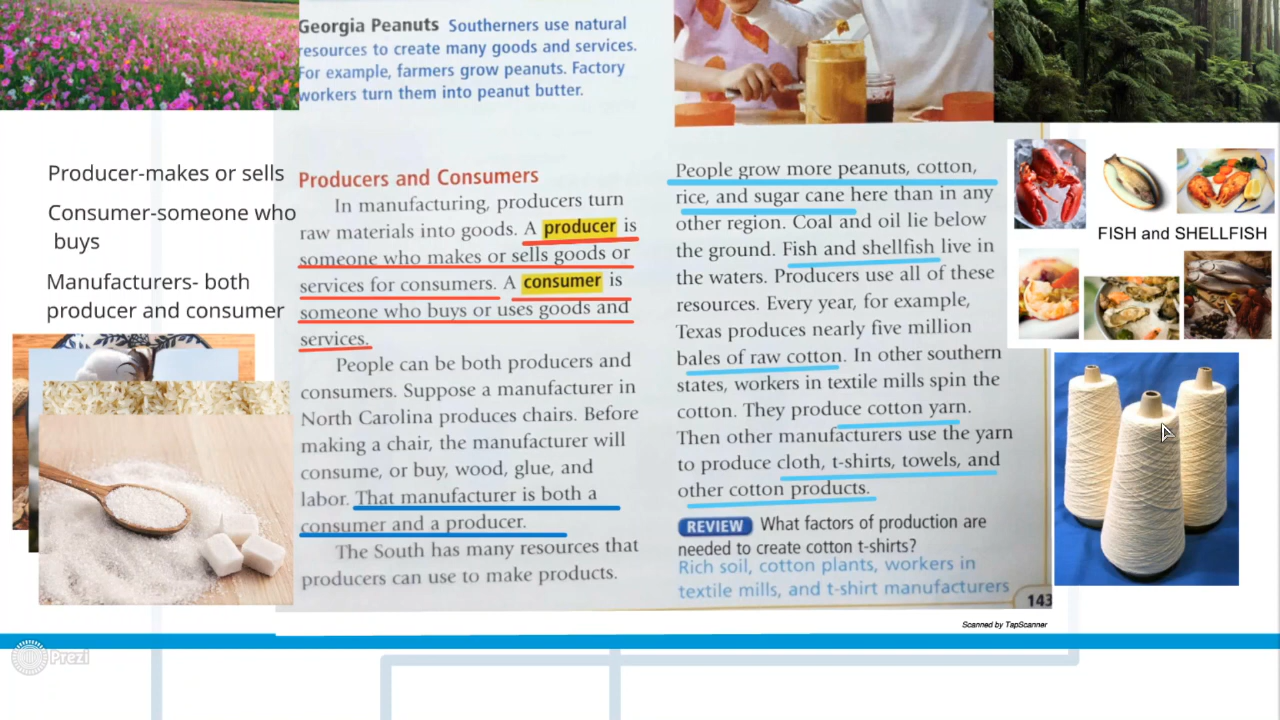 Georgia Peanuts Southerners use natural
resources to create many goods and services.
For example, farmers grow peanuts. Factory
workers turn them into peanut butter.
Producer-makes or sells
Consumer-someone who
buys
Manufacturers- both
producer and consumer
Producers and Consumers
In manufacturing, producers turn
raw materials into goods. A producer is
someone who makes or sells goods or
services for consumers. A consumer is
someone who buys or uses goods and
services.
People can be both producers and
consumers. Suppose a manufacturer in
North Carolina produces chairs. Before
making a chair, the manufacturer will
consume, or buy, wood, glue, and
labor. That manufacturer is both a
consumer and a producer.
The South has many resources that
producers can use to make products.
People grow more peanuts, cotton,
rice, and sugar cane here than in any
other region. Coal and oil lie below
the ground. Fish and shellfish live in
the waters. Producers use all of these
resources. Every year, for example,
Texas produces nearly five million
bales of raw cotton. In other southern
states, workers in textile mills spin the
cotton. They produce cotton yarn.
Then other manufacturers use the yarn
to produce cloth, t-shirts, towels, and
other cotton products.
REVIEW What factors of production are
needed to create cotton t-shirts?
Rich soil, cotton plants, workers in
textile mills, and t-shirt manufacturers
143
Scanned by TapScanner
FISH and SHELLFISH
Prezi